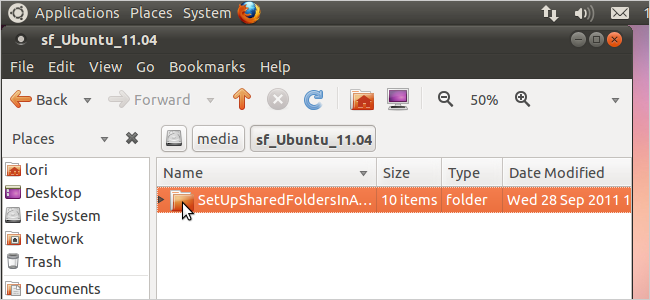 Applications Places System
sf_Ubuntu_11.04
File Edit View Go Bookmarks Help
Back Forward 50%
Places media sf_Ubuntu_11.04
Name Size Type Date Modified
SetUpSharedFoldersInA... 10 items folder Wed 28 Sep 2011 1
lori
Desktop
File System
Network
Trash
Documents